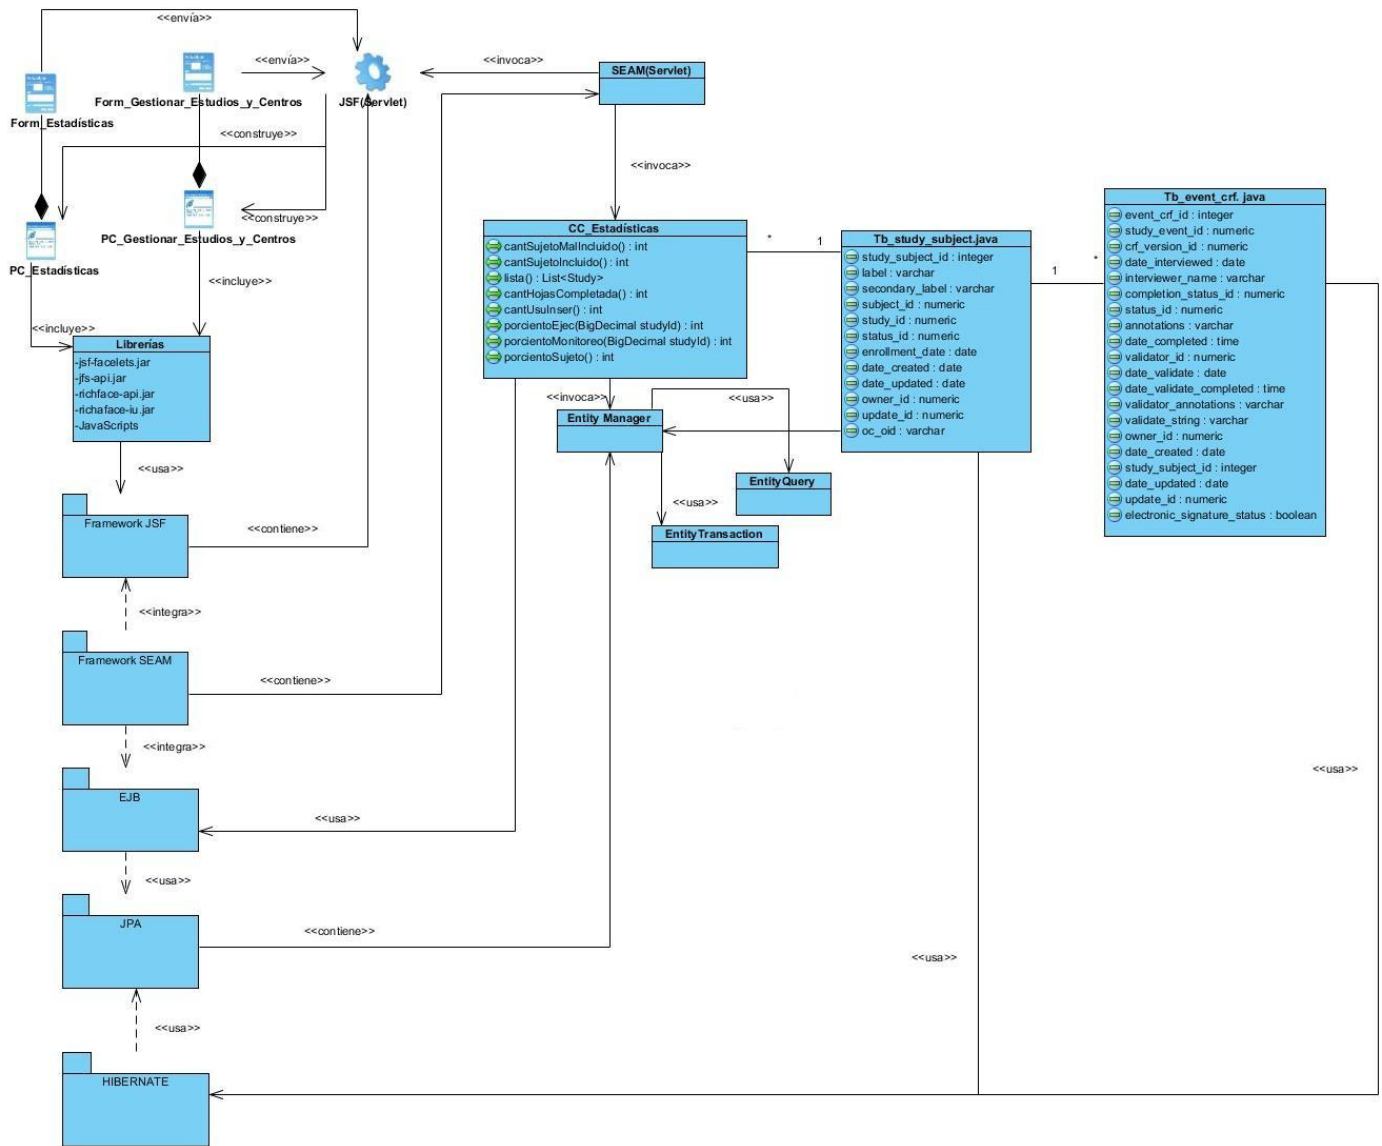 <<envía>>
<<envía>>
<<invoca>>
SEAM(Servlet)
Form_Gestionar_Estudios_y_Centros
JSF(Servlet)
Form_Estadísticas
<<construye>>
<<invoca>>
<<construye>>
PC_Gestionar_Estudios_y_Centros
PC_Estadísticas
<<incluye>>
<<incluye>>
Librerías
-jsf-facelets.jar
-jfs-api.jar
-richface-api.jar
-richaface-iu.jar
-JavaScripts
CC_Estadísticas
cantSujetoMalIncluido() : int
cantSujetoIncluido() : int
lista() : List<Study>
cantHojasCompletada() : int
cantUsuInser() : int
porcientoEjec(BigDecimal studyId) : int
porcientoMonitoreo(BigDecimal studyId) : int
porcientoSujeto() : int
*
1
Tb_study_subject.java
study_subject_id : integer
label : varchar
secondary_label : varchar
subject_id : numeric
study_id : numeric
status_id : numeric
enrollment_date : date
date_created : date
date_updated : date
owner_id : numeric
update_id : numeric
oc_oid : varchar
1
*
Tb_event_crf. java
event_crf_id : integer
study_event_id : numeric
crf_version_id : numeric
date_interviewed : date
interviewer_name : varchar
completion_status_id : numeric
status_id : numeric
annotations : varchar
date_completed : time
validator_id : numeric
date_validate : date
date_validate_completed : time
validator_annotations : varchar
validate_string : varchar
owner_id : numeric
date_created : date
study_subject_id : integer
date_updated : date
update_id : numeric
electronic_signature_status : boolean
<<invoca>>
<<usa>>
Entity Manager
<<usa>>
EntityQuery
<<usa>>
EntityTransaction
Framework JSF
<<contiene>>
<<integra>>
Framework SEAM
<<contiene>>
<<integra>>
<<usa>>
EJB
<<usa>>
<<usa>>
JPA
<<contiene>>
<<usa>>
<<usa>>
HIBERNATE